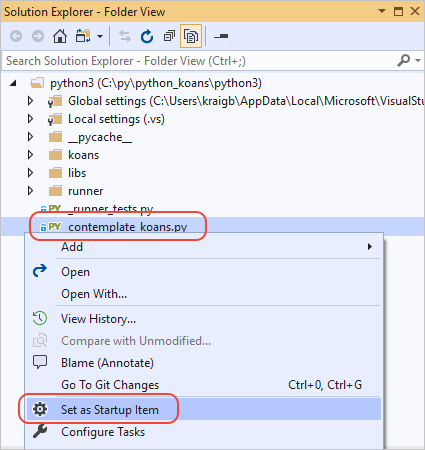 Solution Explorer - Folder View
Search Solution Explorer - Folder View (Ctrl+;)
python3 (C:\py\python_koans\python3)
Global settings (C:\Users\kraigb\AppData\Local\Microsoft\VisualStu
Local settings (.vs)
__pycache__
koans
libs
runner
PY _runner_tests.py
PY contemplate_koans.py
Add
Open
Open With...
View History...
Compare with Unmodified...
Blame (Annotate)
Go To Git Changes Ctrl+0, Ctrl+G
Set as Startup Item
Configure Tasks